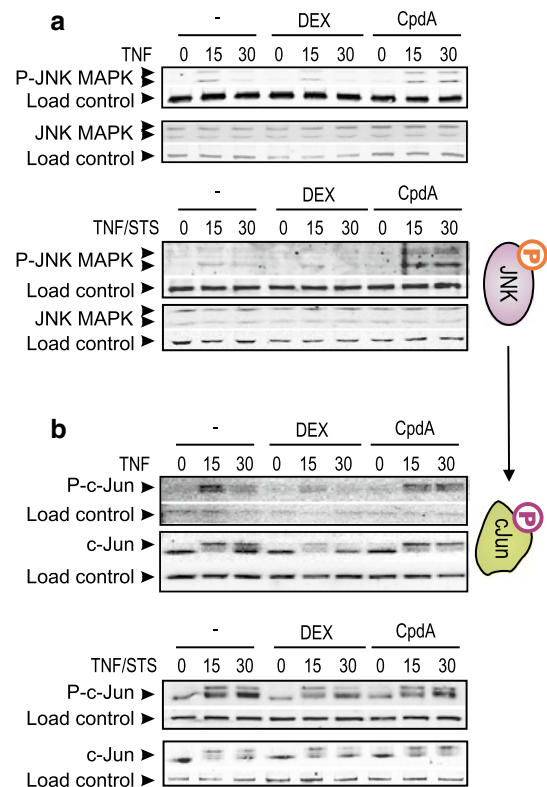 a
- DEX CpdA
TNF 0 15 30 0 15 30 0 15 30
P-JNK MAPK
Load control
JNK MAPK
Load control
- DEX CpdA
TNF/STS 0 15 30 0 15 30 0 15 30
P-JNK MAPK
Load control
JNK MAPK
Load control
P
JNK
b
- DEX CpdA
TNF 0 15 30 0 15 30 0 15 30
P-c-Jun
Load control
c-Jun
Load control
P
cJun
- DEX CpdA
TNF/STS 0 15 30 0 15 30 0 15 30
P-c-Jun
Load control
c-Jun
Load control